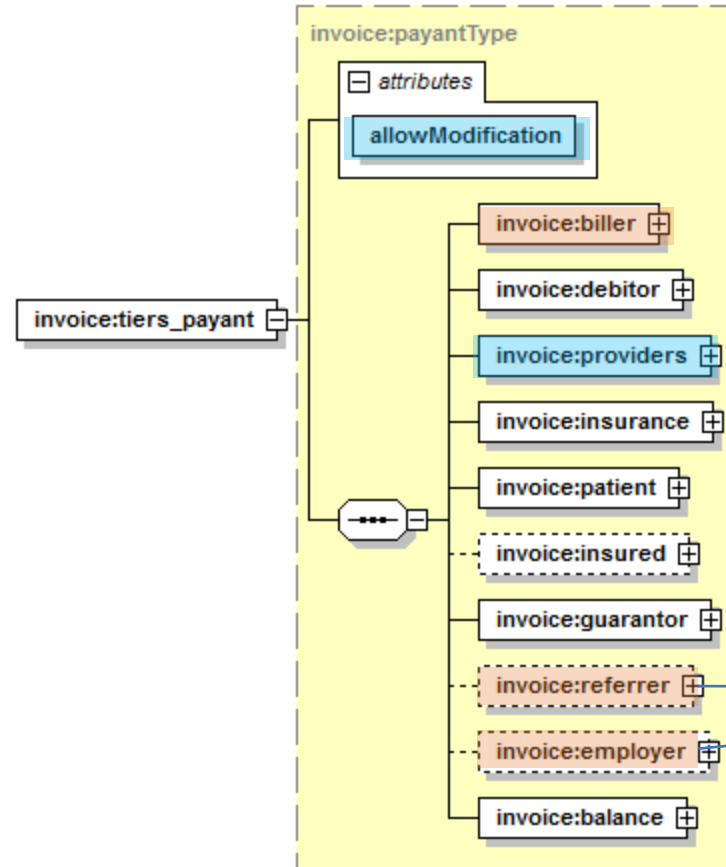 invoice:payantType
attributes
allowModification
invoice:biller
invoice:debitor
invoice:tiers_payant
invoice:providers
invoice:insurance
invoice:patient
invoice:insured
invoice:guarantor
invoice:referrer
invoice:employer
invoice:balance